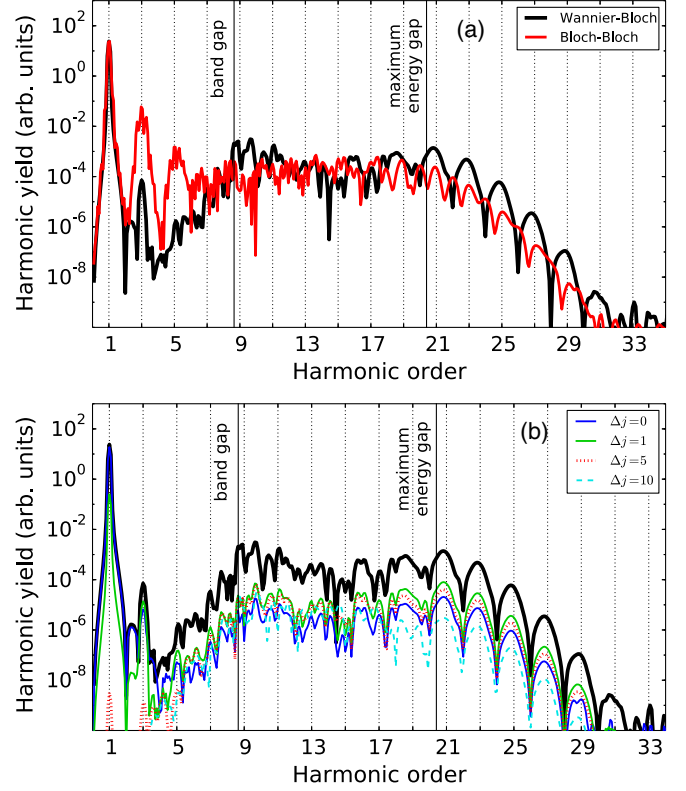 (a)
Wannier-Bloch
Bloch-Bloch
band gap
maximum
energy gap
Harmonic yield (arb. units)
10^2
10^0
10^-2
10^-4
10^-6
10^-8
1 5 9 13 17 21 25 29 33
Harmonic order
(b)
Δj=0
Δj=1
Δj=5
Δj=10
band gap
maximum
energy gap
Harmonic yield (arb. units)
10^2
10^0
10^-2
10^-4
10^-6
10^-8
1 5 9 13 17 21 25 29 33
Harmonic order